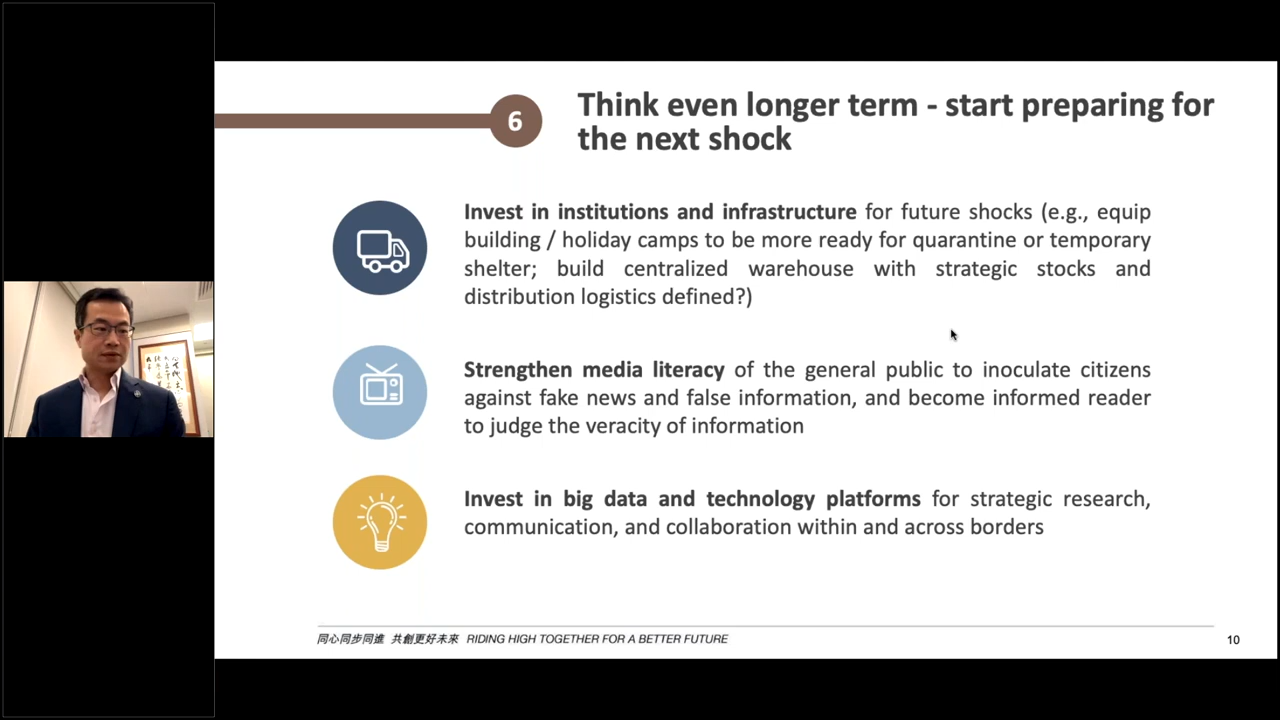 6
Think even longer term - start preparing for
the next shock
Invest in institutions and infrastructure for future shocks (e.g., equip
building / holiday camps to be more ready for quarantine or temporary
shelter; build centralized warehouse with strategic stocks and
distribution logistics defined?)
Strengthen media literacy of the general public to inoculate citizens
against fake news and false information, and become informed reader
to judge the veracity of information
Invest in big data and technology platforms for strategic research,
communication, and collaboration within and across borders
同心同步同進 共創更好未來 RIDING HIGH TOGETHER FOR A BETTER FUTURE
10